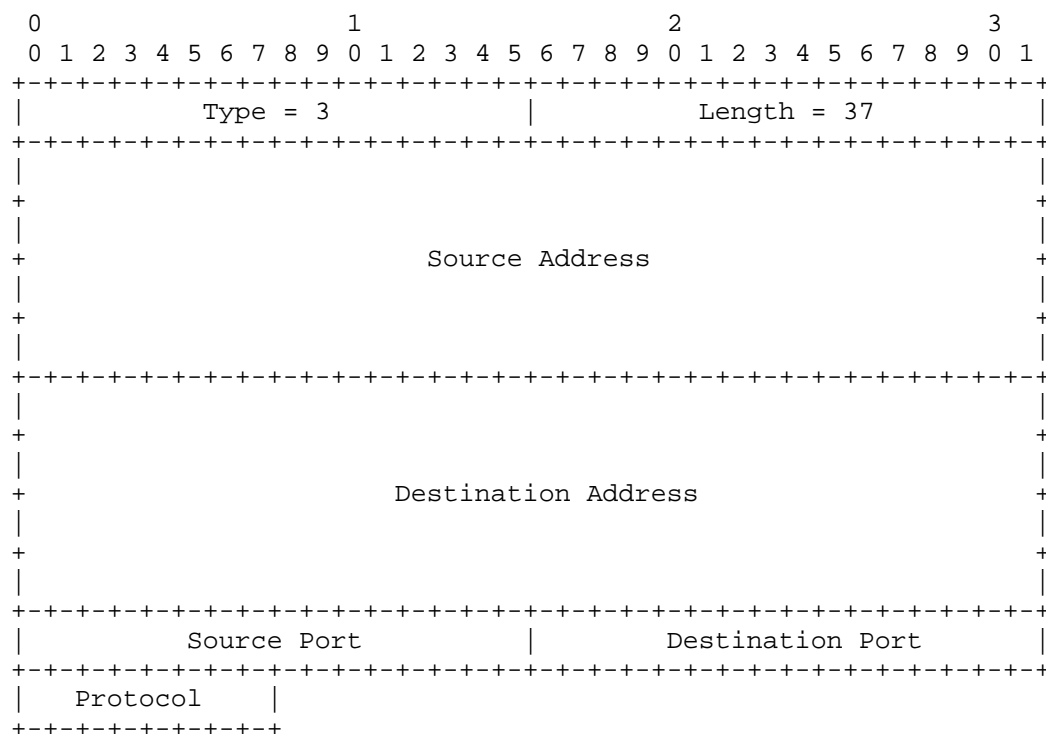 0                   1                   2                   3
 0 1 2 3 4 5 6 7 8 9 0 1 2 3 4 5 6 7 8 9 0 1 2 3 4 5 6 7 8 9 0 1
+-+-+-+-+-+-+-+-+-+-+-+-+-+-+-+-+-+-+-+-+-+-+-+-+-+-+-+-+-+-+-+-+
|           Type = 3            |          Length = 37          |
+-+-+-+-+-+-+-+-+-+-+-+-+-+-+-+-+-+-+-+-+-+-+-+-+-+-+-+-+-+-+-+-+
|                                                               |
+                                                               +
|                                                               |
+                         Source Address                        +
|                                                               |
+                                                               +
|                                                               |
+-+-+-+-+-+-+-+-+-+-+-+-+-+-+-+-+-+-+-+-+-+-+-+-+-+-+-+-+-+-+-+-+
|                                                               |
+                                                               +
|                                                               |
+                       Destination Address                     +
|                                                               |
+                                                               +
|                                                               |
+-+-+-+-+-+-+-+-+-+-+-+-+-+-+-+-+-+-+-+-+-+-+-+-+-+-+-+-+-+-+-+-+
|          Source Port          |        Destination Port       |
+-+-+-+-+-+-+-+-+-+-+-+-+-+-+-+-+-+-+-+-+-+-+-+-+-+-+-+-+-+-+-+-+
|   Protocol    |
+-+-+-+-+-+-+-+-+